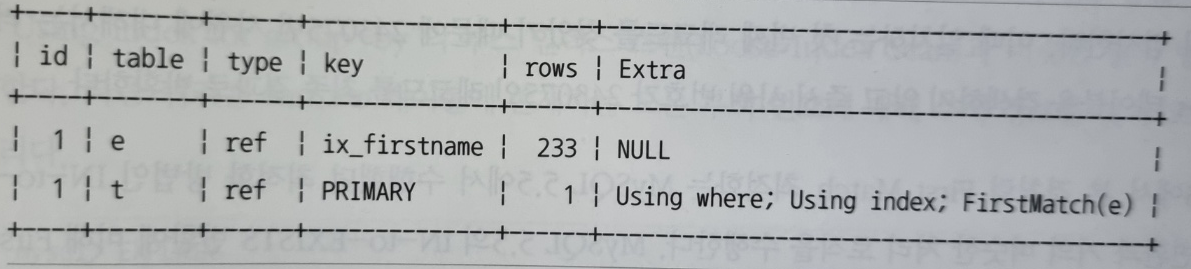 +----+-------+------+--------------+------+-----------------------------------------+
| id | table | type | key          | rows | Extra                                   |
+----+-------+------+--------------+------+-----------------------------------------+
|  1 | e     | ref  | ix_firstname |  233 | NULL                                    |
|  1 | t     | ref  | PRIMARY      |    1 | Using where; Using index; FirstMatch(e) |
+----+-------+------+--------------+------+-----------------------------------------+